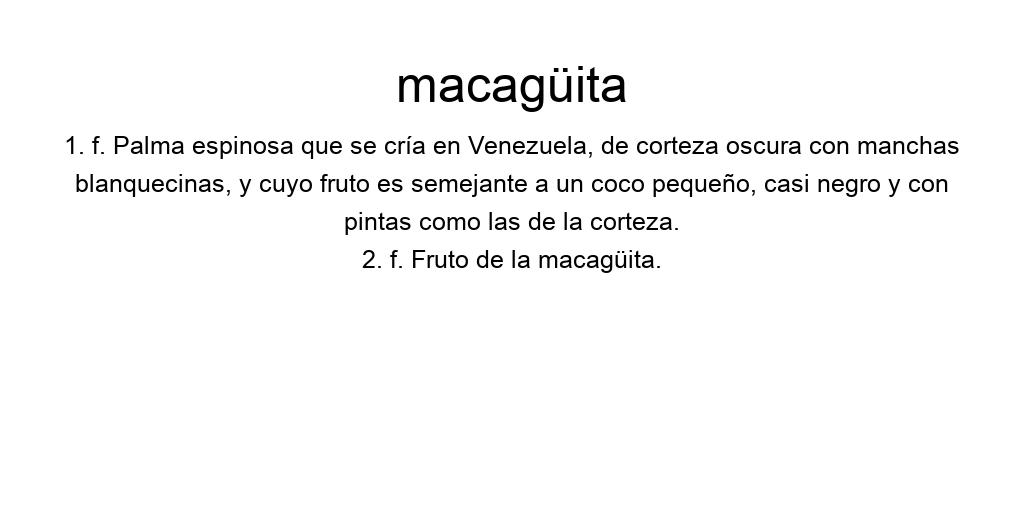 macagüita
1. f. Palma espinosa que se cría en Venezuela, de corteza oscura con manchas
blanquecinas, y cuyo fruto es semejante a un coco pequeño, casi negro y con
pintas como las de la corteza.
2. f. Fruto de la macagüita.